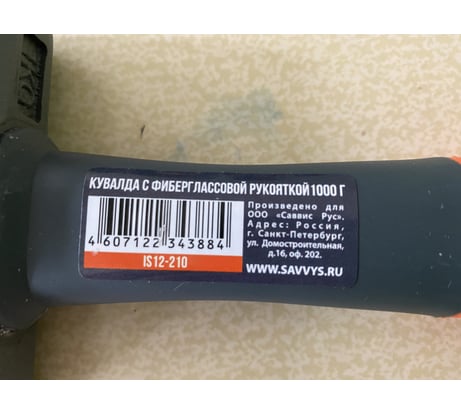 1KG
КУВАЛДА С ФИБЕРГЛАССОВОЙ РУКОЯТКОЙ 1000 Г
Произведено для
ООО «Саввис Рус».
Адрес: Россия,
г. Санкт-Петербург,
ул. Домостроительная,
д.16, оф. 202.
WWW.SAVVYS.RU
4 607122 343884
IS12-210